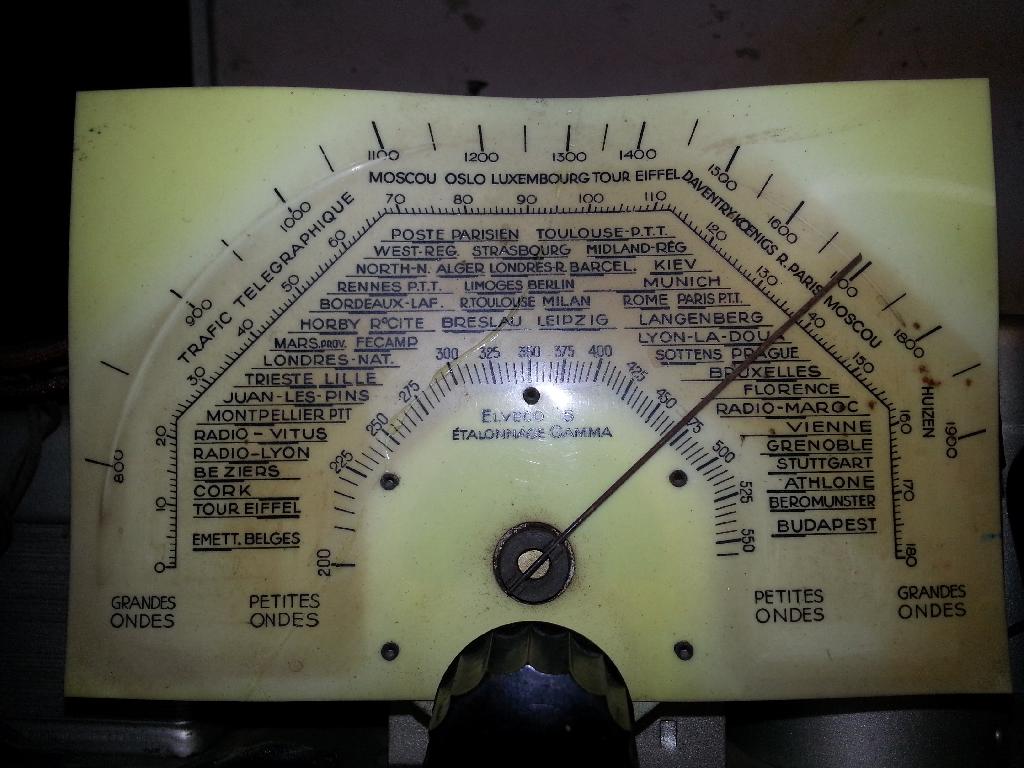 800
900
1000
1100
1200
1300
1400
1500
1600
1800
1900
TRAFIC TELEGRAPHIQUE
MOSCOU OSLO LUXEMBOURG TOUR EIFFEL
DAVENTRY KŒNIGS R. PARIS MOSCOU
HUIZEN
0
10
20
30
40
50
60
70
80
90
100
110
120
130
150
160
170
180
POSTE PARISIEN TOULOUSE-P.T.T.
WEST-REG. STRASBOURG MIDLAND-REG
NORTH-N. ALGER LONDRES-R. BARCEL. KIEV
RENNES P.T.T. LIMOGES BERLIN MUNICH
BORDEAUX-LAF. R.TOULOUSE MILAN ROME PARIS P.T.T.
HORBY Rº CITE BRESLAU LEIPZIG LANGENBERG
MARS.PROV. FECAMP LYON-LA-DOU
LONDRES-NAT. SOTTENS PRAGUE
TRIESTE LILLE BRUXELLES
JUAN-LES-PINS FLORENCE
MONTPELLIER PTT RADIO-MAROC
RADIO-VITUS VIENNE
RADIO-LYON GRENOBLE
BEZIERS STUTTGART
CORK ATHLONE
TOUR EIFFEL BEROMUNSTER
EMETT. BELGES BUDAPEST
200
225
250
275
300
325
350
375
400
425
450
500
525
550
ÉTALONNAGE GAMMA
GRANDES
ONDES
PETITES
ONDES
PETITES
ONDES
GRANDES
ONDES